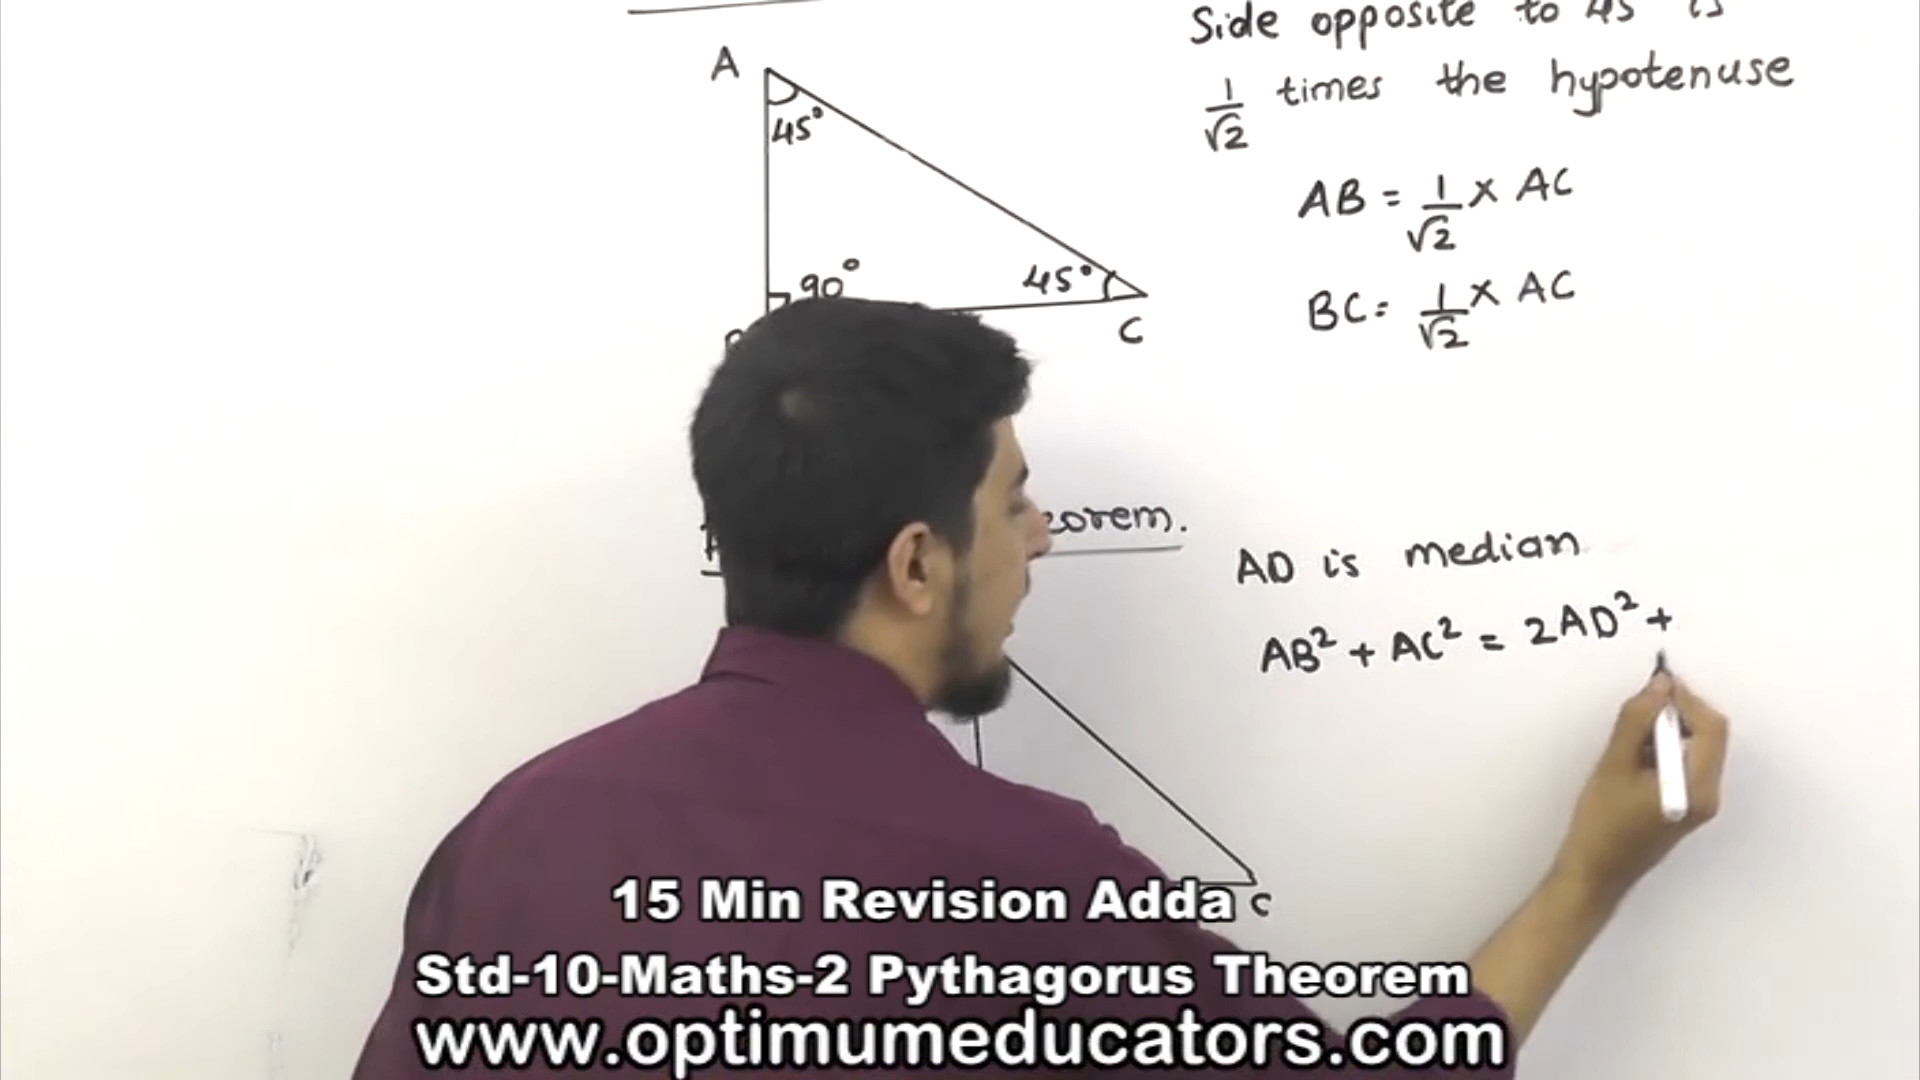 Side opposite to 45 is
1/√2 times the hypotenuse
A
45°
90°
45°
C
AB = 1/√2 × AC
BC = 1/√2 × AC
AD is median
AB² + AC² = 2AD² +
C
15 Min Revision Adda
Std-10-Maths-2 Pythagorus Theorem
www.optimumeducators.com